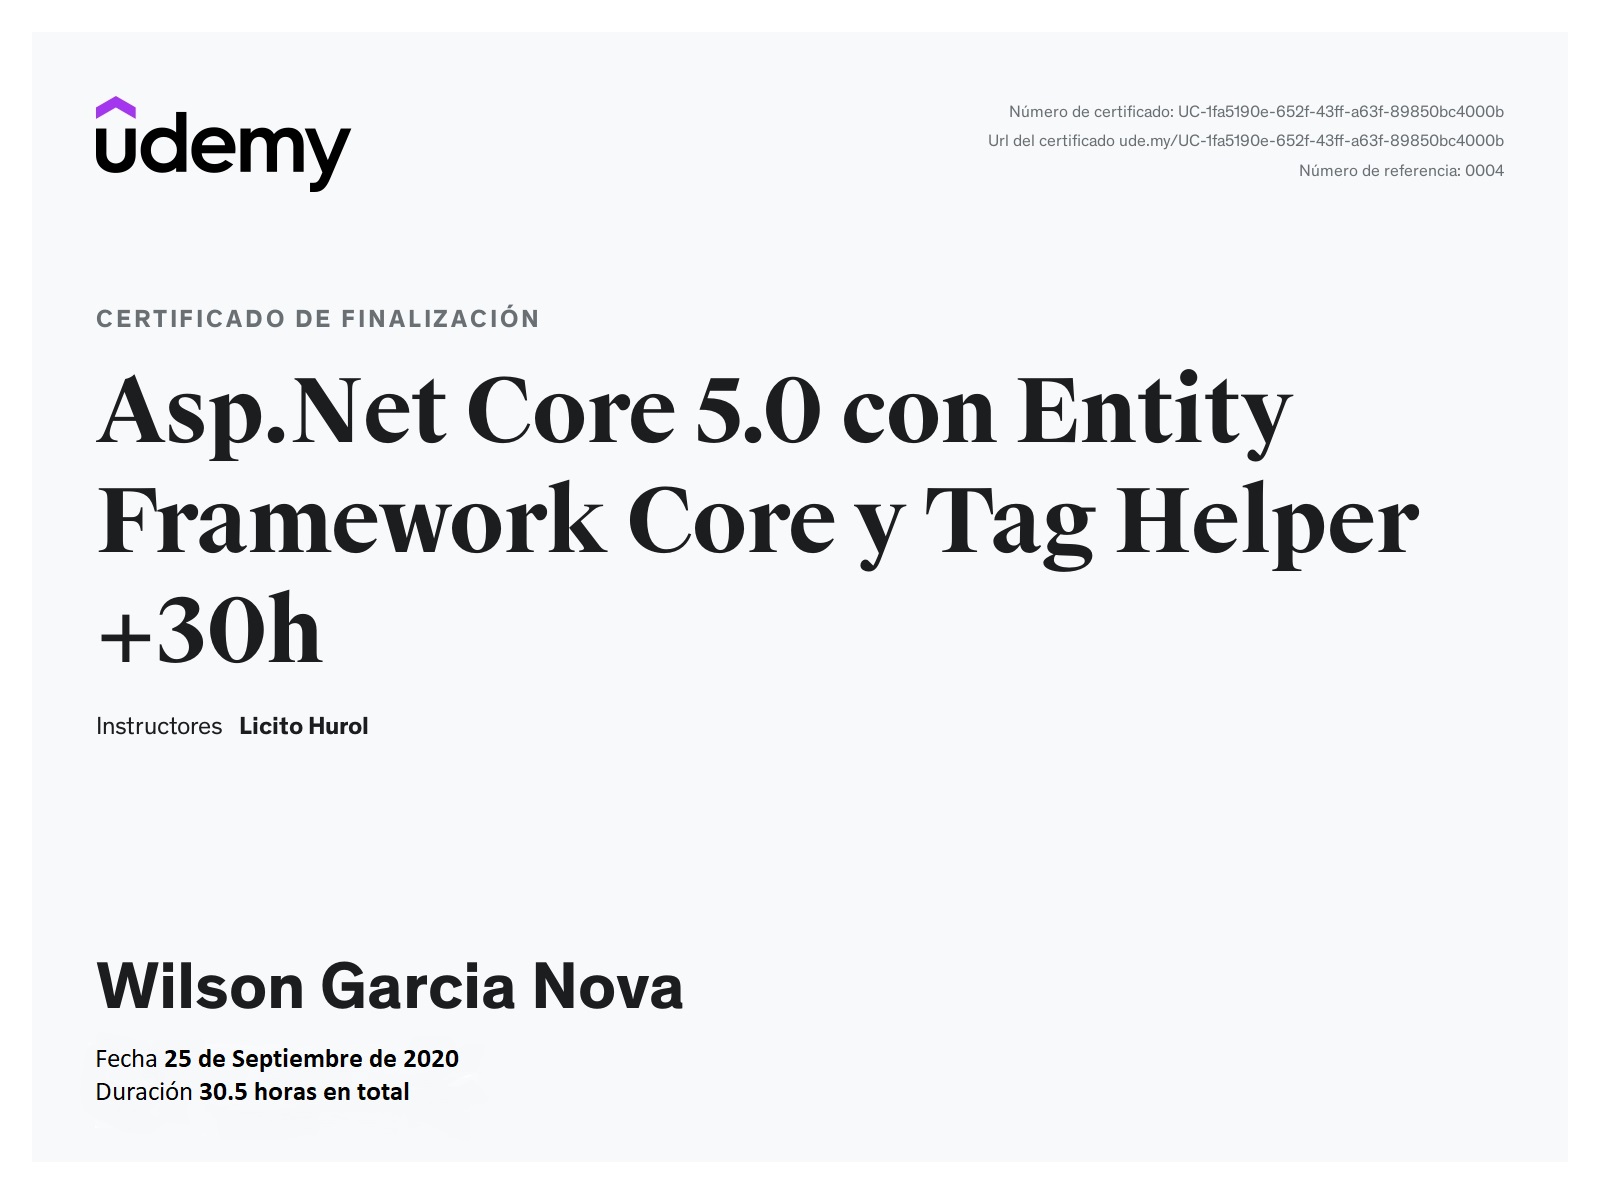 udemy
Número de certificado: UC-1fa5190e-652f-43ff-a63f-89850bc4000b
Url del certificado ude.my/UC-1fa5190e-652f-43ff-a63f-89850bc4000b
Número de referencia: 0004
CERTIFICADO DE FINALIZACIÓN
Asp.Net Core 5.0 con Entity
Framework Core y Tag Helper
+30h
Instructores Licito Hurol
Wilson Garcia Nova
Fecha 25 de Septiembre de 2020
Duración 30.5 horas en total